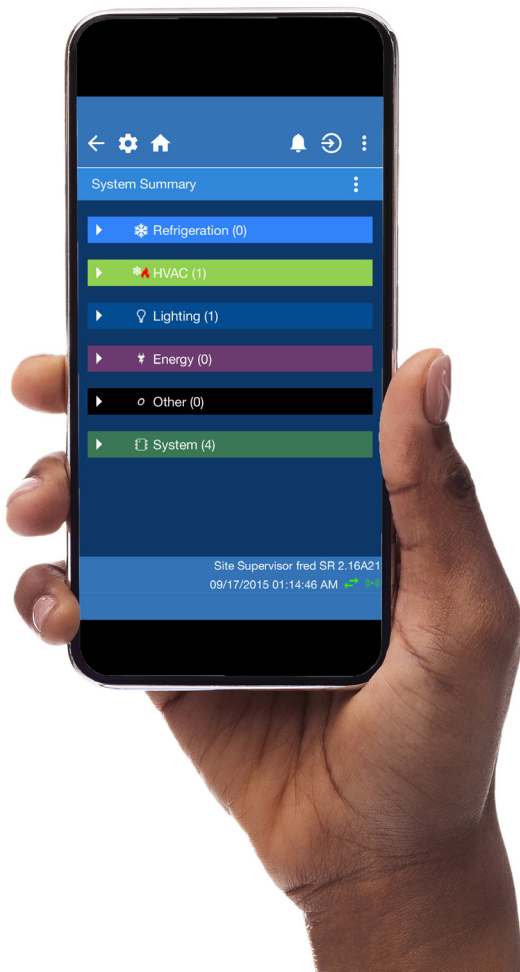 System Summary
Refrigeration (0)
HVAC (1)
Lighting (1)
Energy (0)
Other (0)
System (4)
Site Supervisor fred SR 2.16A21
09/17/2015 01:14:46 AM